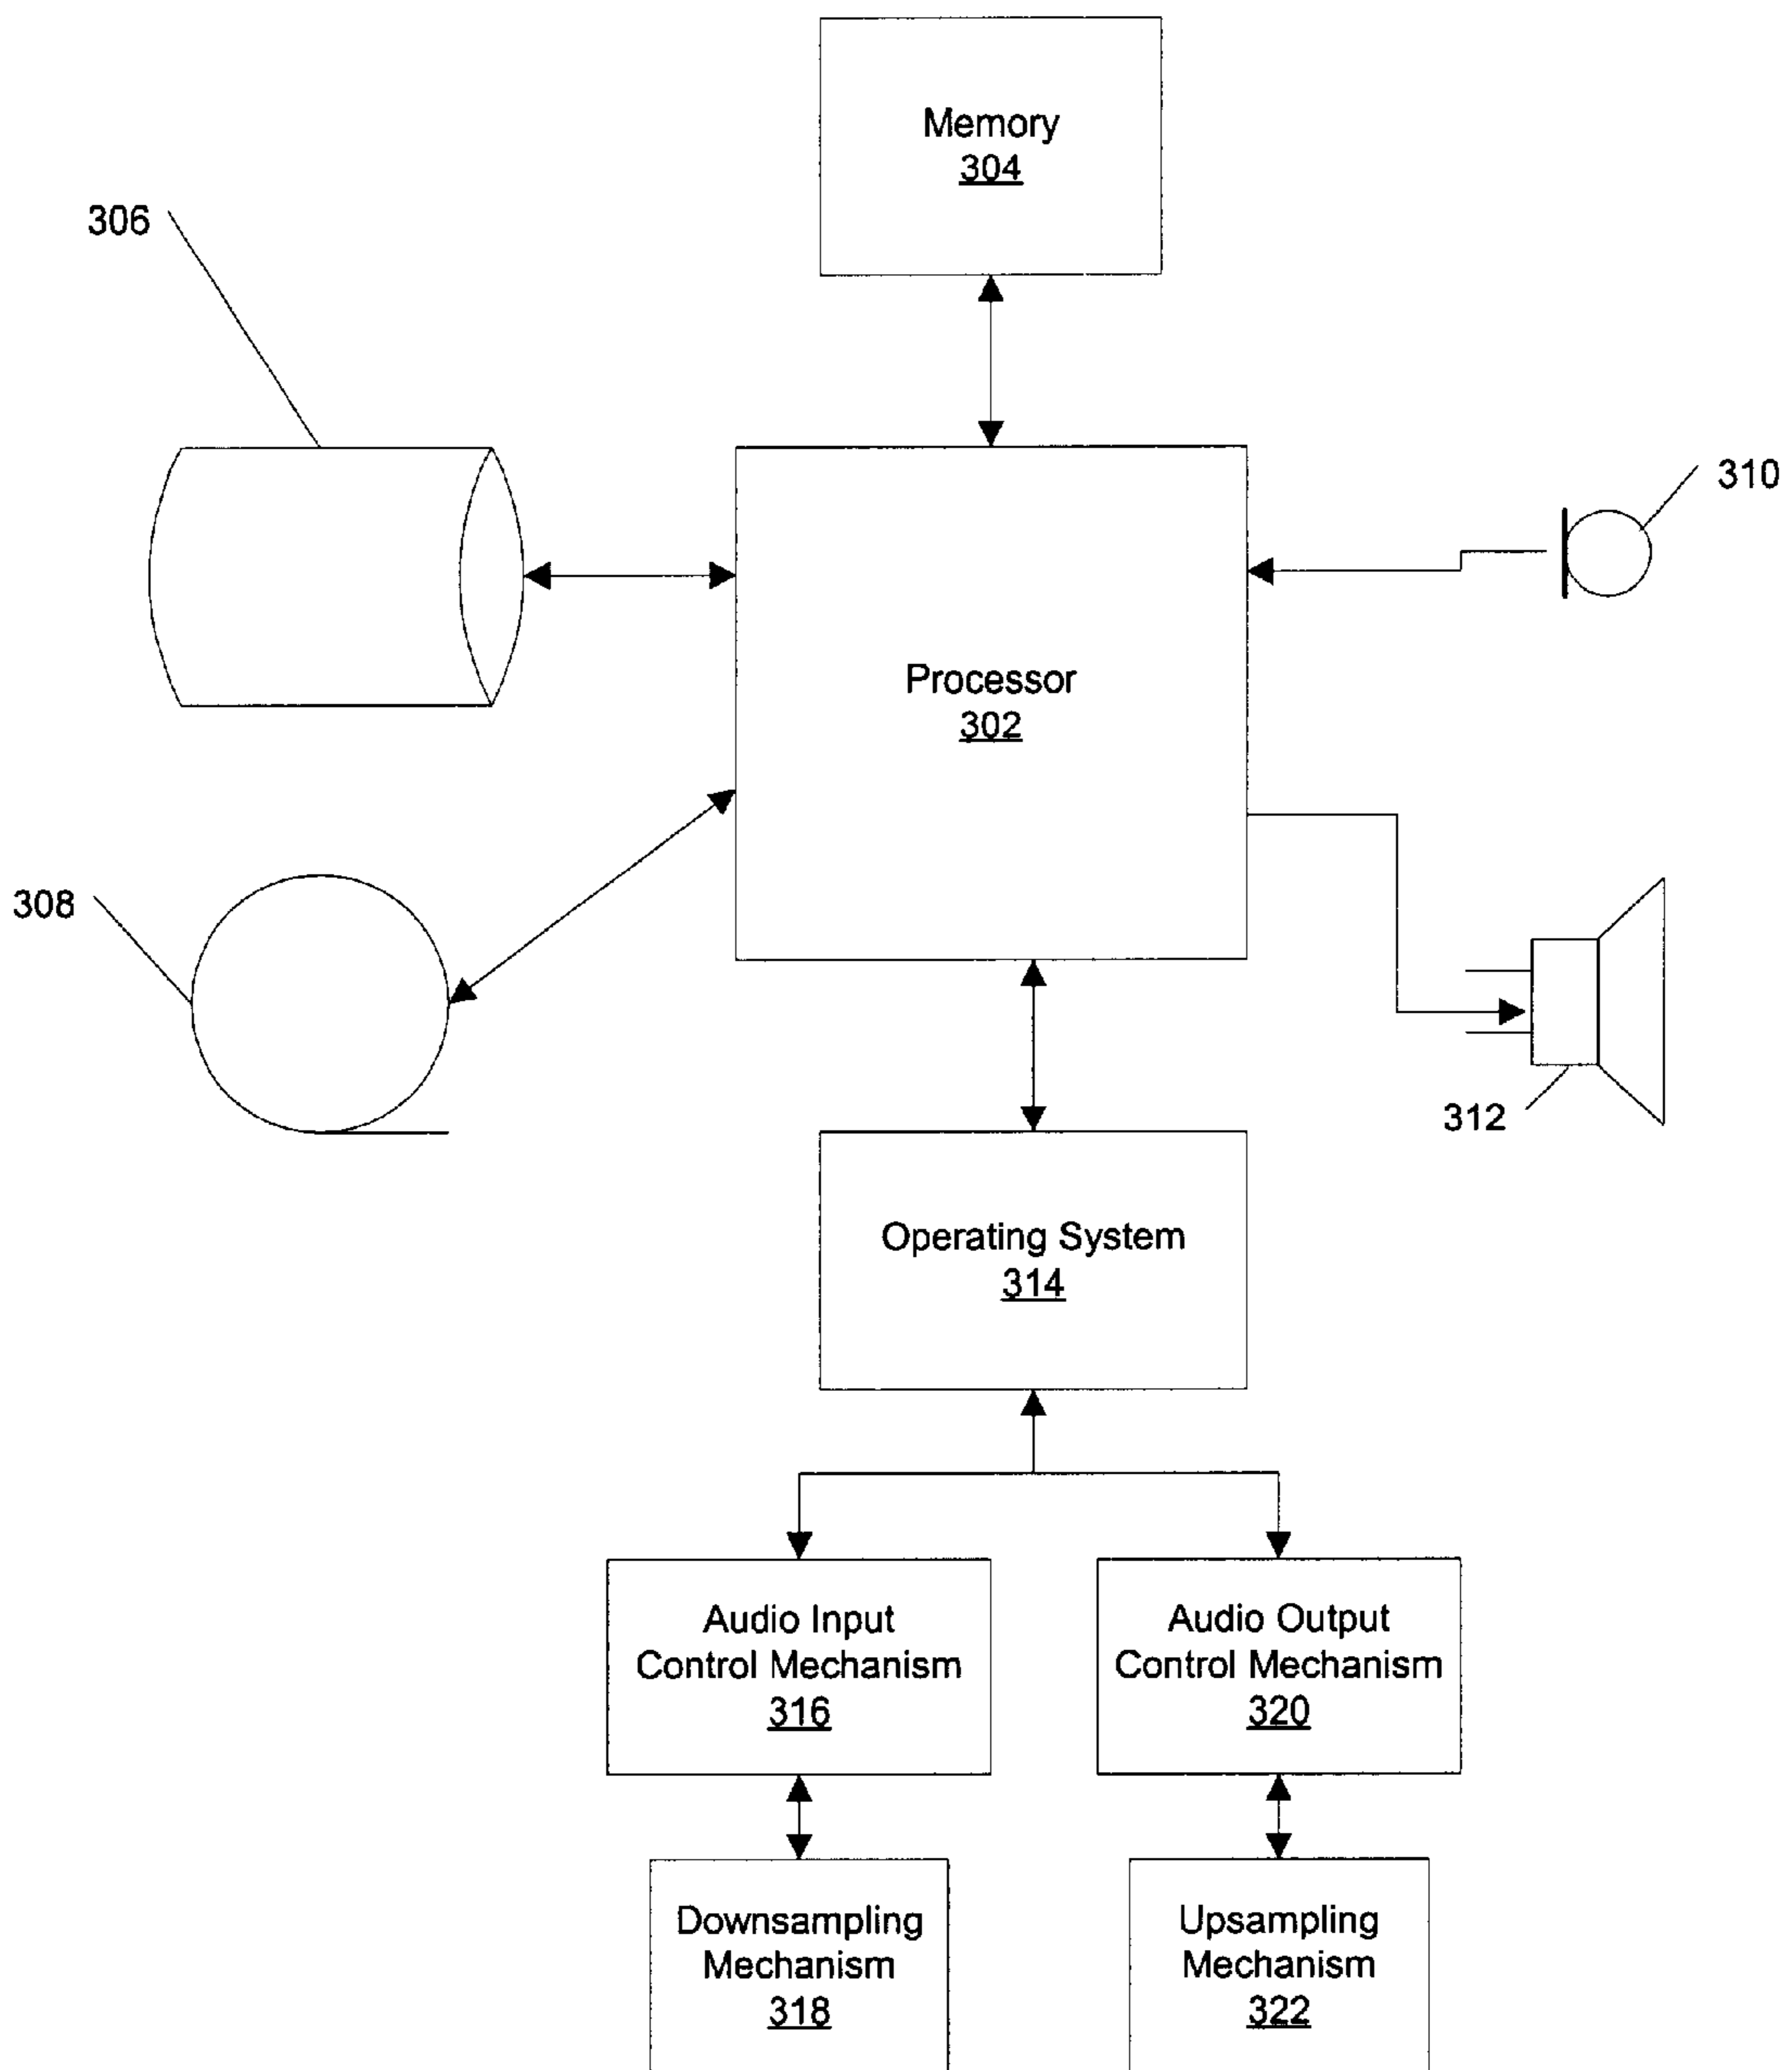 Memory
304
306
310
Processor
302
308
312
Operating System
314
Audio Input
Control Mechanism
316
Audio Output
Control Mechanism
320
Downsampling
Mechanism
318
Upsampling
Mechanism
322